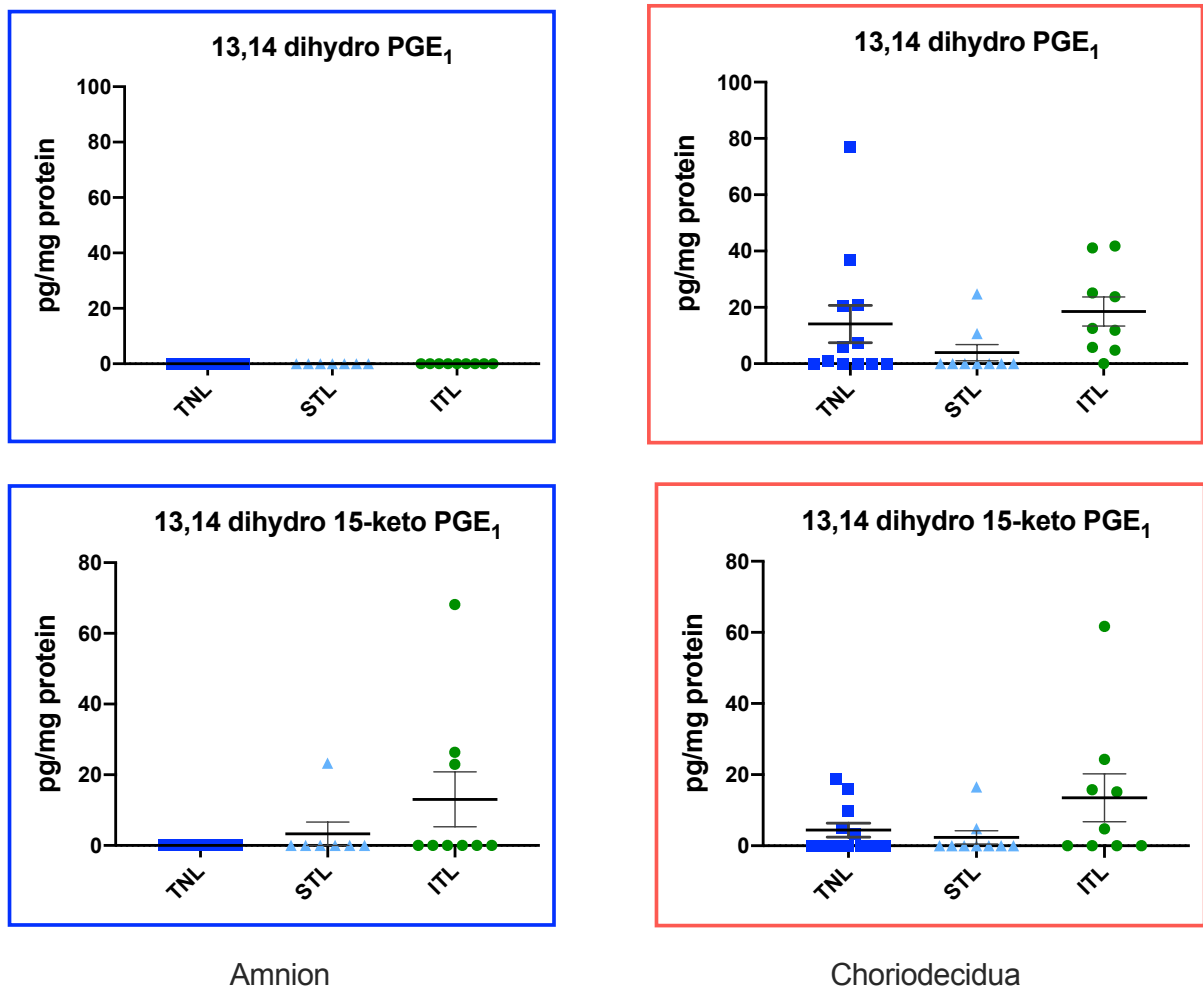 13,14 dihydro PGE₁
pg/mg protein
100
80
60
40
20
0
TNL
STL
ITL
13,14 dihydro PGE₁
pg/mg protein
100
80
60
40
20
0
TNL
STL
ITL
13,14 dihydro 15-keto PGE₁
pg/mg protein
80
60
40
20
0
TNL
STL
ITL
13,14 dihydro 15-keto PGE₁
pg/mg protein
80
60
40
20
0
TNL
STL
ITL
Amnion
Choriodecidua